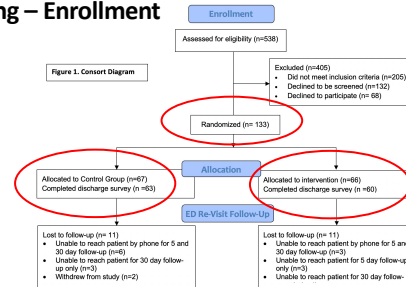 ng – Enrollment
Enrollment
Assessed for eligibility (n=538)
Figure 1. Consort Diagram
Excluded (n=405)
• Did not meet inclusion criteria (n=205)
• Declined to be screened (n=132)
• Declined to participate (n= 68)
Randomized (n= 133)
Allocation
Allocated to Control Group (n=67)
Completed discharge survey (n=63)
Allocated to intervention (n=66)
Completed discharge survey (n =60)
ED Re-Visit Follow-Up
Lost to follow-up (n= 11)
• Unable to reach patient by phone for 5 and
30 day follow-up (n=6)
• Unable to reach patient for 30 day follow-
up only (n=3)
• Withdrew from study (n=2)
Lost to follow-up (n= 11)
• Unable to reach patient by phone for 5 and
30 day follow-up (n=3)
• Unable to reach patient for 5 day follow-up
only (n=3)
• Unable to reach patient for 30 day follow-